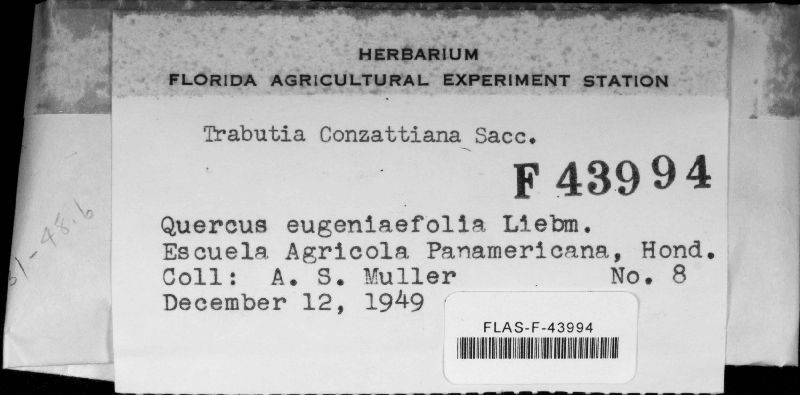 HERBARIUM
FLORIDA AGRICULTURAL EXPERIMENT STATION
Trabutia Conzattiana Sacc.
F 43994
Quercus eugeniaefolia Liebm.
Escuela Agricola Panamericana, Hond.
Coll: A. S. Muller No. 8
December 12, 1949
FLAS-F-43994